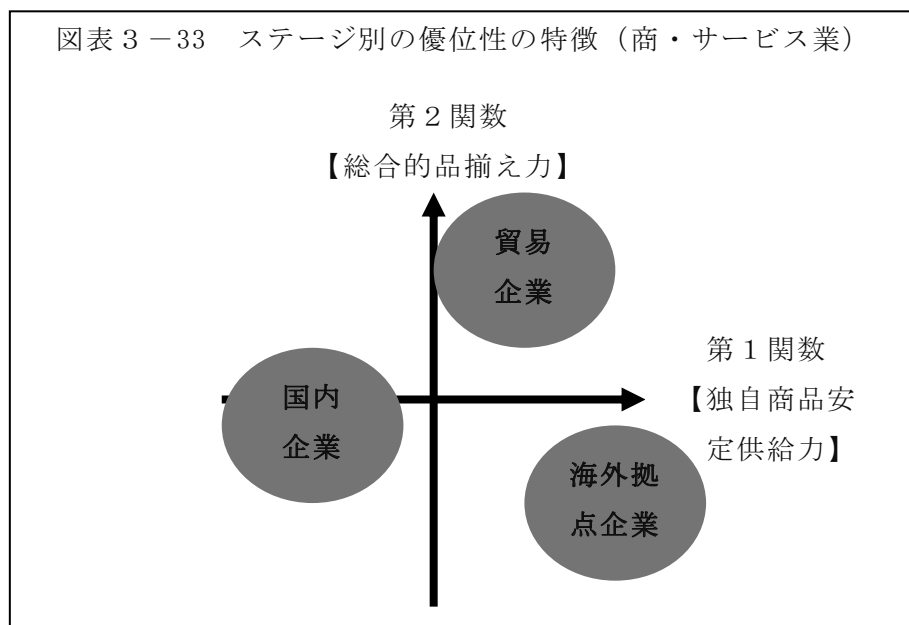 図表３－33　ステージ別の優位性の特徴（商・サービス業）
第２関数
【総合的品揃え力】
貿易
企業
第１関数
【独自商品安
定供給力】
国内
企業
海外拠
点企業